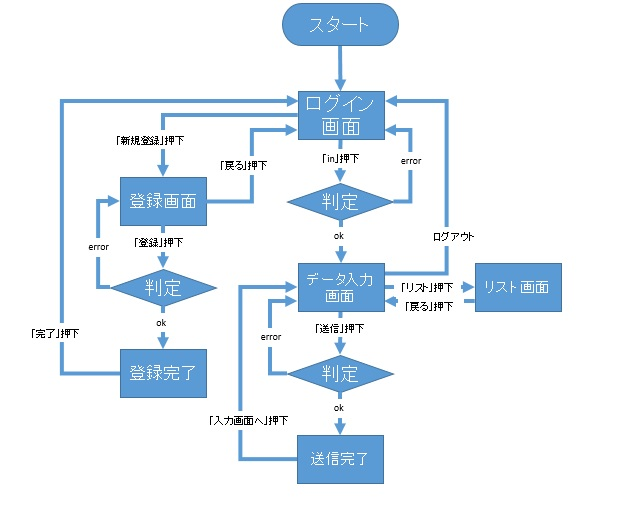 スタート
ログイン
画面
「新規登録」押下
「戻る」押下
「in」押下
error
登録画面
判定
「登録」押下
error
ok
ログアウト
判定
データ入力
画面
「リスト」押下
リスト画面
「戻る」押下
ok
「送信」押下
error
「完了」押下
登録完了
判定
ok
「入力画面へ」押下
送信完了